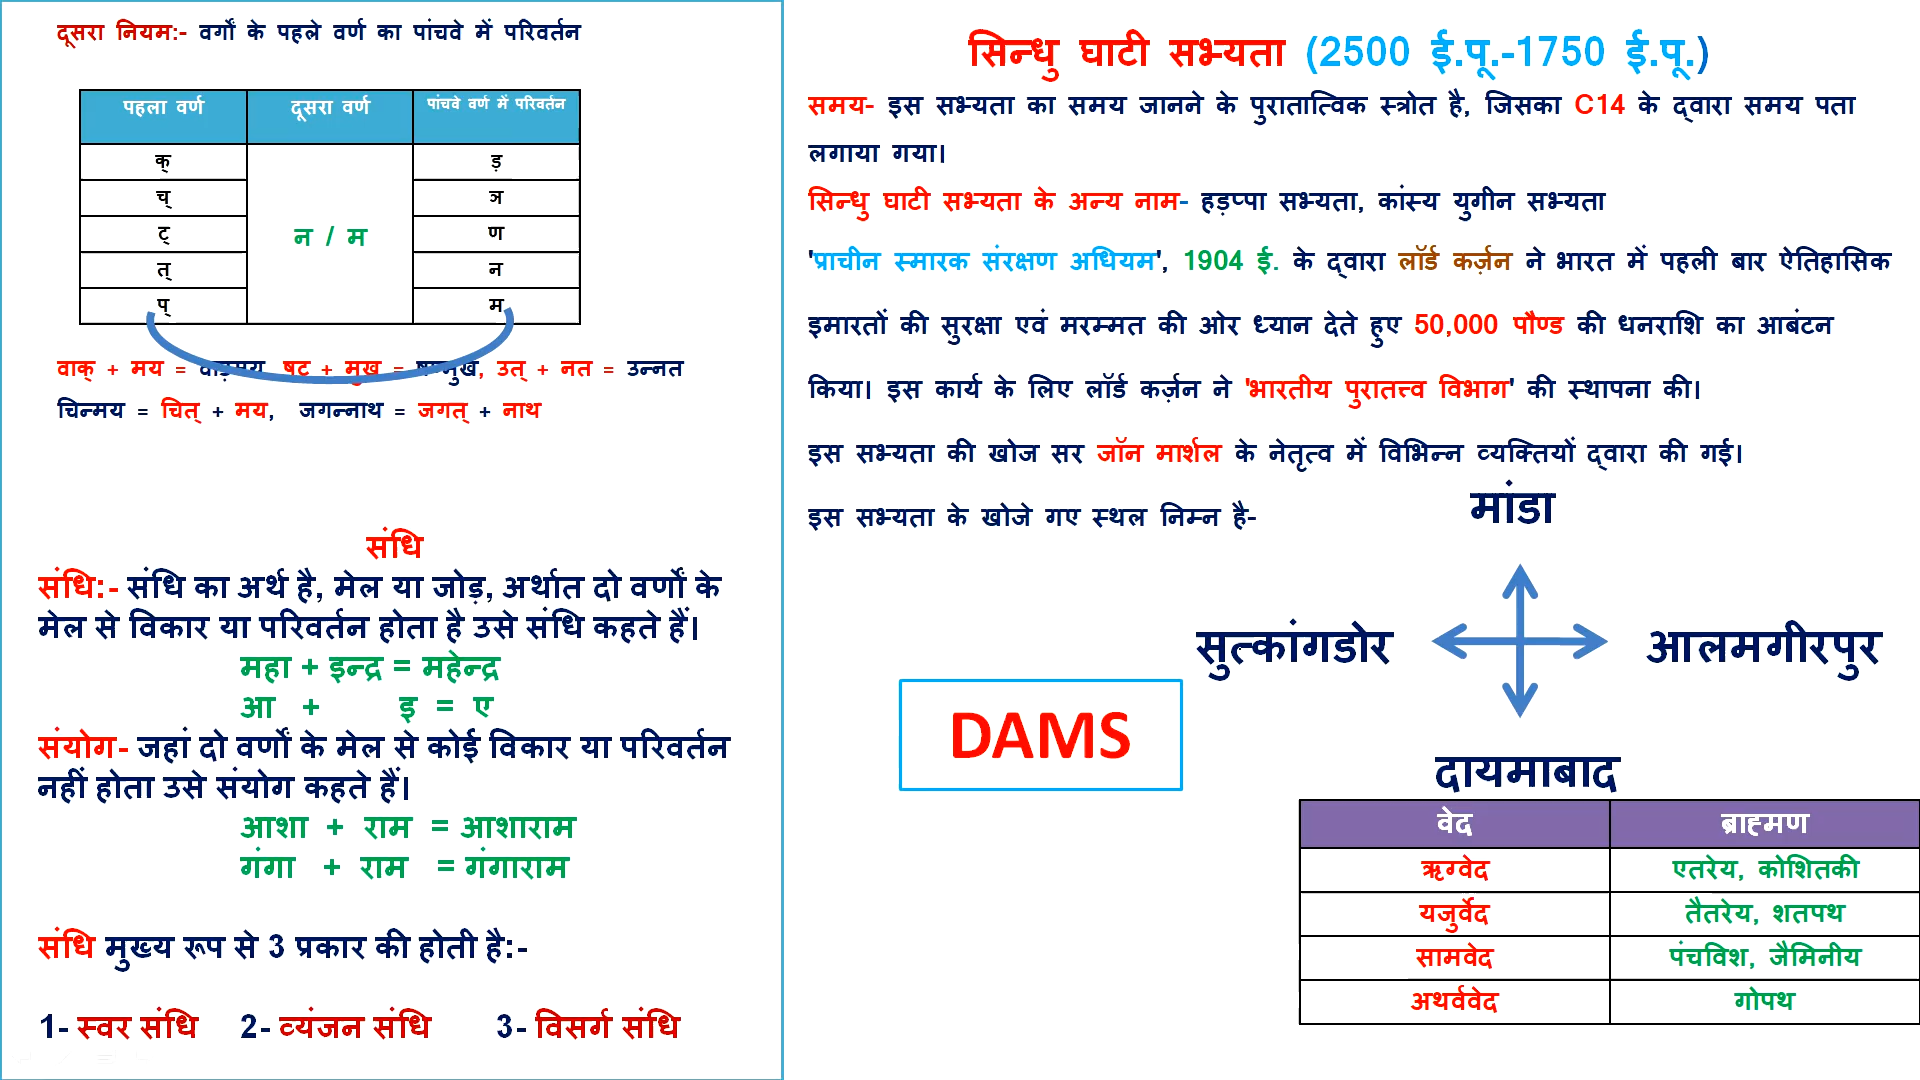 दूसरा नियम:- वर्गों के पहले वर्ण का पांचवे में परिवर्तन
पहला वर्ण दूसरा वर्ण पांचवे वर्ण में परिवर्तन
क् ड़
च् ञ
ट् न / म ण
त् न
प् म
वाक् + मय = षट् + मुख = उत् + नत = उन्नत
चिन्मय = चित् + मय, जगन्नाथ = जगत् + नाथ
संधि
संधि:- संधि का अर्थ है, मेल या जोड़, अर्थात दो वर्णों के
मेल से विकार या परिवर्तन होता है उसे संधि कहते हैं।
महा + इन्द्र = महेन्द्र
आ + इ = ए
संयोग- जहां दो वर्णों के मेल से कोई विकार या परिवर्तन
नहीं होता उसे संयोग कहते हैं।
आशा + राम = आशाराम
गंगा + राम = गंगाराम
संधि मुख्य रूप से 3 प्रकार की होती है:-
1- स्वर संधि 2- व्यंजन संधि 3- विसर्ग संधि
सिन्धु घाटी सभ्यता (2500 ई.पू.-1750 ई.पू.)
समय- इस सभ्यता का समय जानने के पुरातात्विक स्त्रोत है, जिसका C14 के द्वारा समय पता
लगाया गया।
सिन्धु घाटी सभ्यता के अन्य नाम- हड़प्पा सभ्यता, कांस्य युगीन सभ्यता
'प्राचीन स्मारक संरक्षण अधियम', 1904 ई. के द्वारा लॉर्ड कर्ज़न ने भारत में पहली बार ऐतिहासिक
इमारतों की सुरक्षा एवं मरम्मत की ओर ध्यान देते हुए 50,000 पौण्ड की धनराशि का आबंटन
किया। इस कार्य के लिए लॉर्ड कर्ज़न ने 'भारतीय पुरातत्त्व विभाग' की स्थापना की।
इस सभ्यता की खोज सर जॉन मार्शल के नेतृत्व में विभिन्न व्यक्तियों द्वारा की गई।
इस सभ्यता के खोजे गए स्थल निम्न है-
मांडा
सुत्कांगडोर आलमगीरपुर
DAMS
दायमाबाद
वेद ब्राह्मण
ऋग्वेद एतरेय, कोशितकी
यजुर्वेद तैतरेय, शतपथ
सामवेद पंचविश, जैमिनीय
अथर्ववेद गोपथ